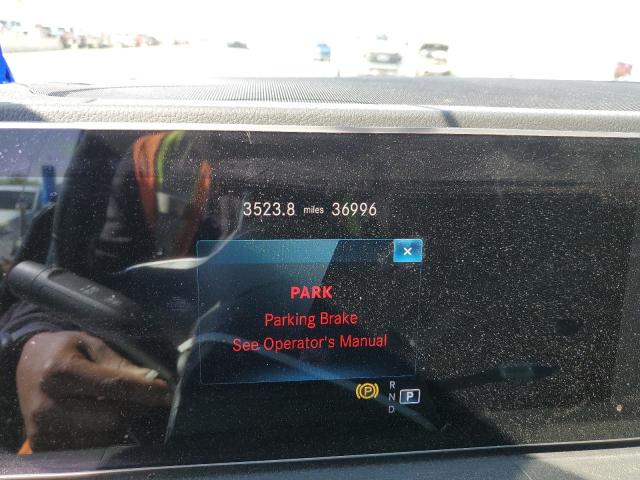 3523.8 miles 36996
×
PARK
Parking Brake
See Operator's Manual
P
R
N P
D